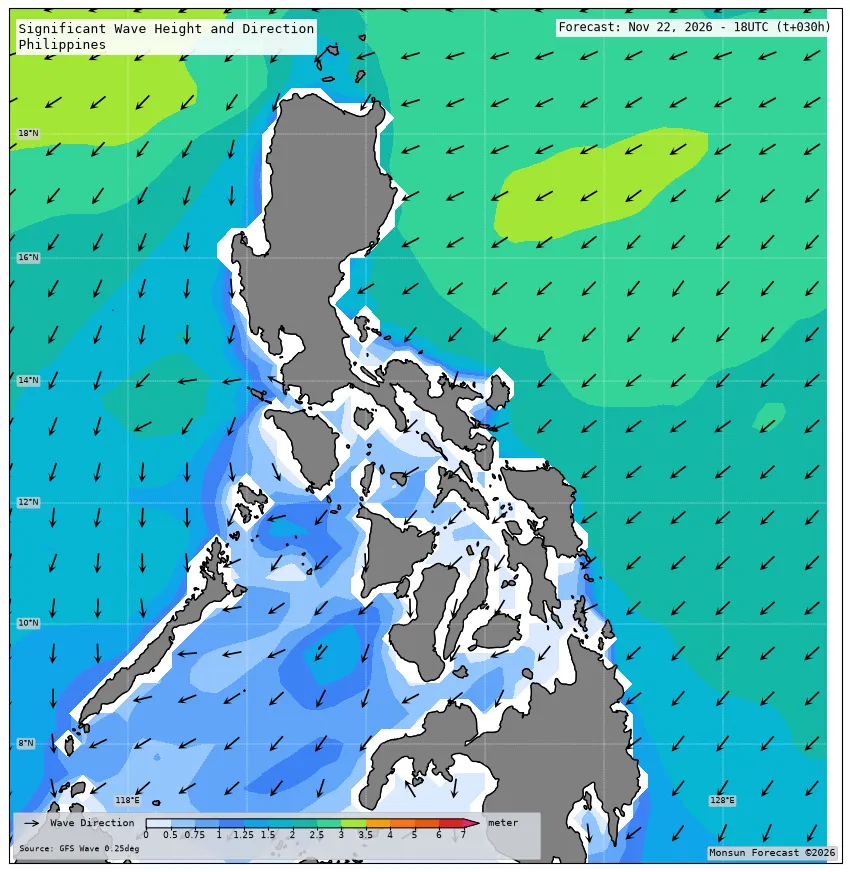 Significant Wave Height and Direction
Philippines
Forecast: Nov 22, 2026 - 18UTC (t+030h)
18°N
16°N
14°N
12°N
10°N
8°N
118°E
128°E
Wave Direction
0 0.5 0.75 1 1.25 1.5 2 2.5 3 3.5 4 5 6 7
meter
Source: GFS Wave 0.25deg
Monsun Forecast ©2026